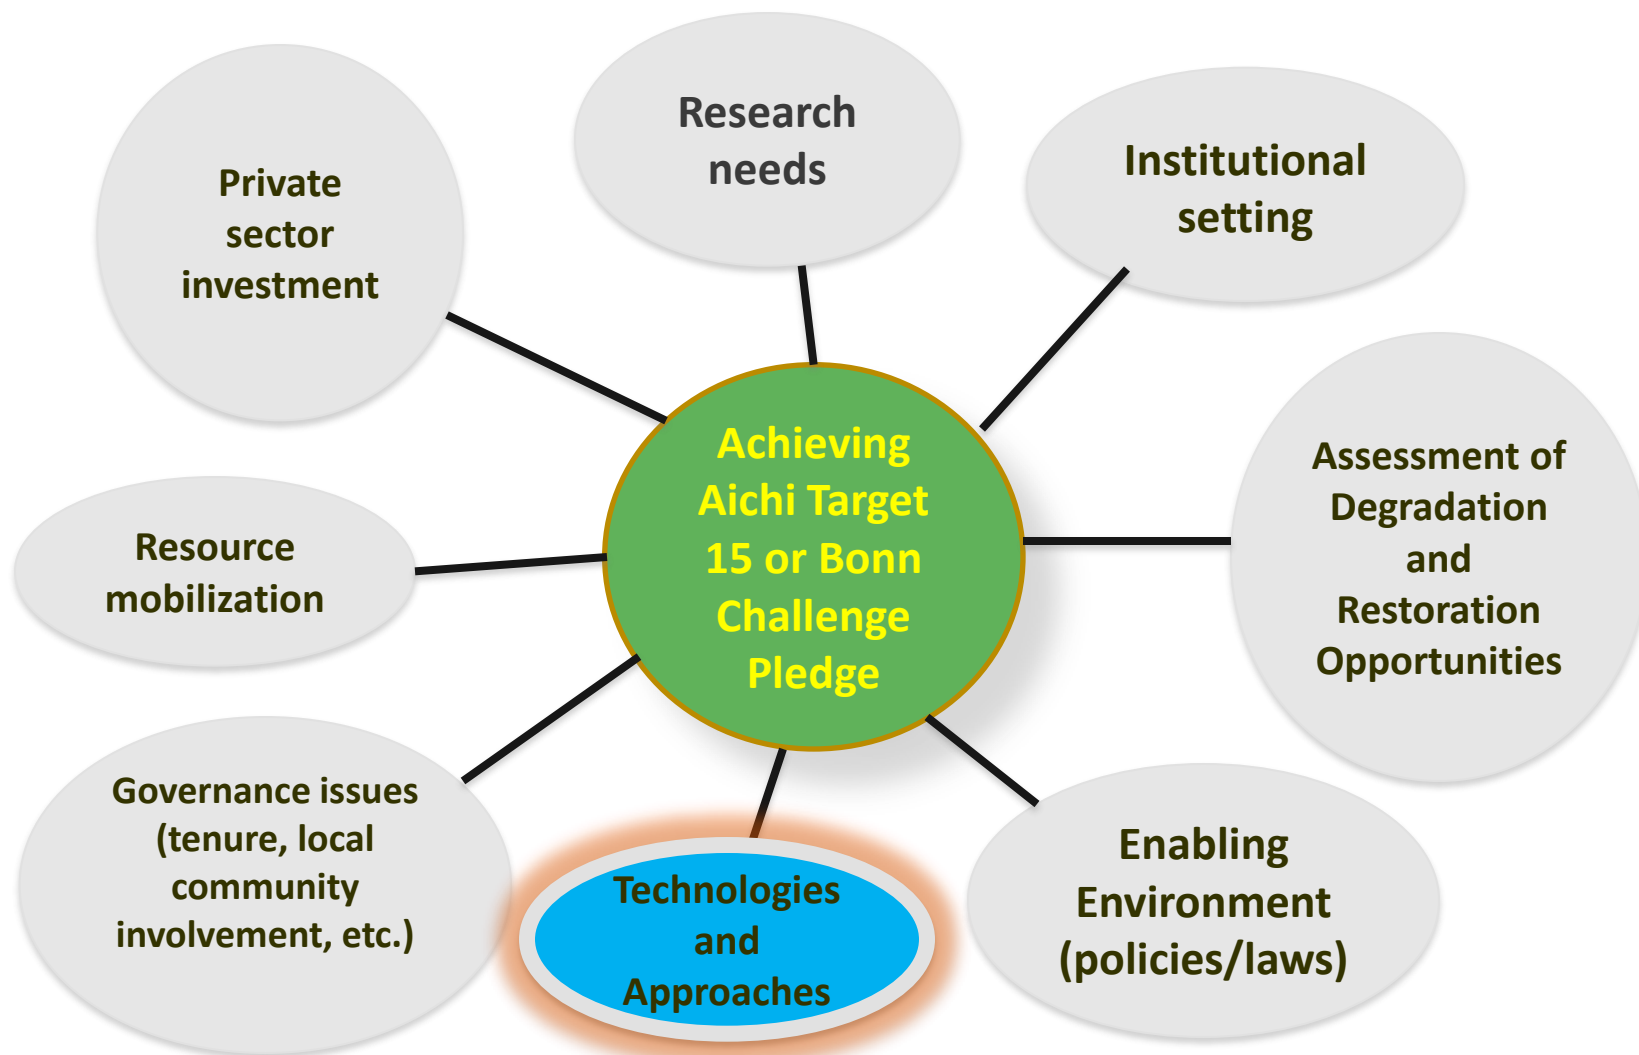 Research
needs
Institutional
setting
Private
sector
investment
Achieving
Aichi Target
15 or Bonn
Challenge
Pledge
Assessment of
Degradation
and
Restoration
Opportunities
Resource
mobilization
Governance issues
(tenure, local
community
involvement, etc.)
Technologies
and
Approaches
Enabling
Environment
(policies/laws)